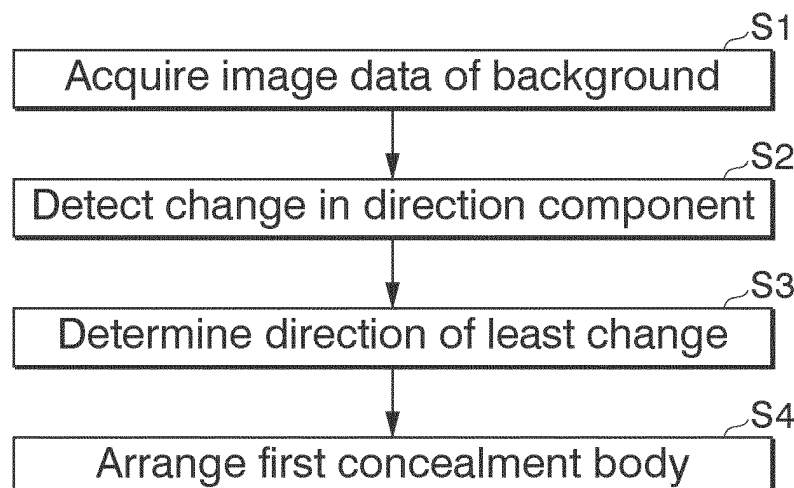 S1
Acquire image data of background
S2
Detect change in direction component
S3
Determine direction of least change
S4
Arrange first concealment body